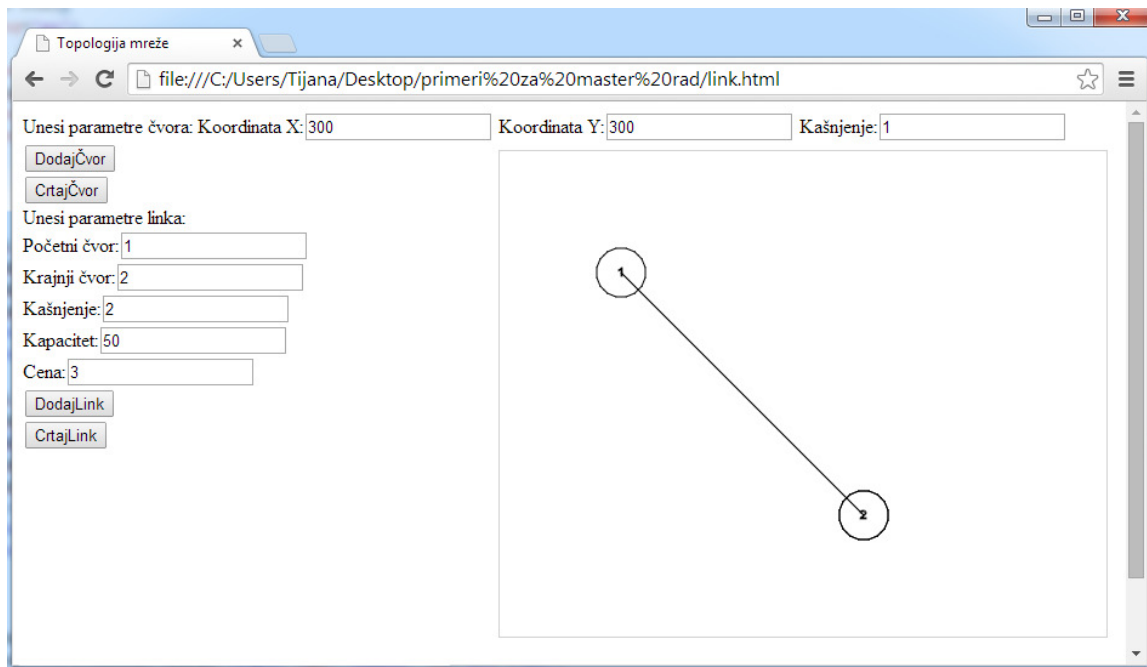 Topologija mreže
file:///C:/Users/Tijana/Desktop/primeri%20za%20master%20rad/link.html
Unesi parametre čvora: Koordinata X: 300 Koordinata Y: 300 Kašnjenje: 1
DodajČvor
CrtajČvor
Unesi parametre linka:
Početni čvor: 1
Krajnji čvor: 2
Kašnjenje: 2
Kapacitet: 50
Cena: 3
DodajLink
CrtajLink
1
2